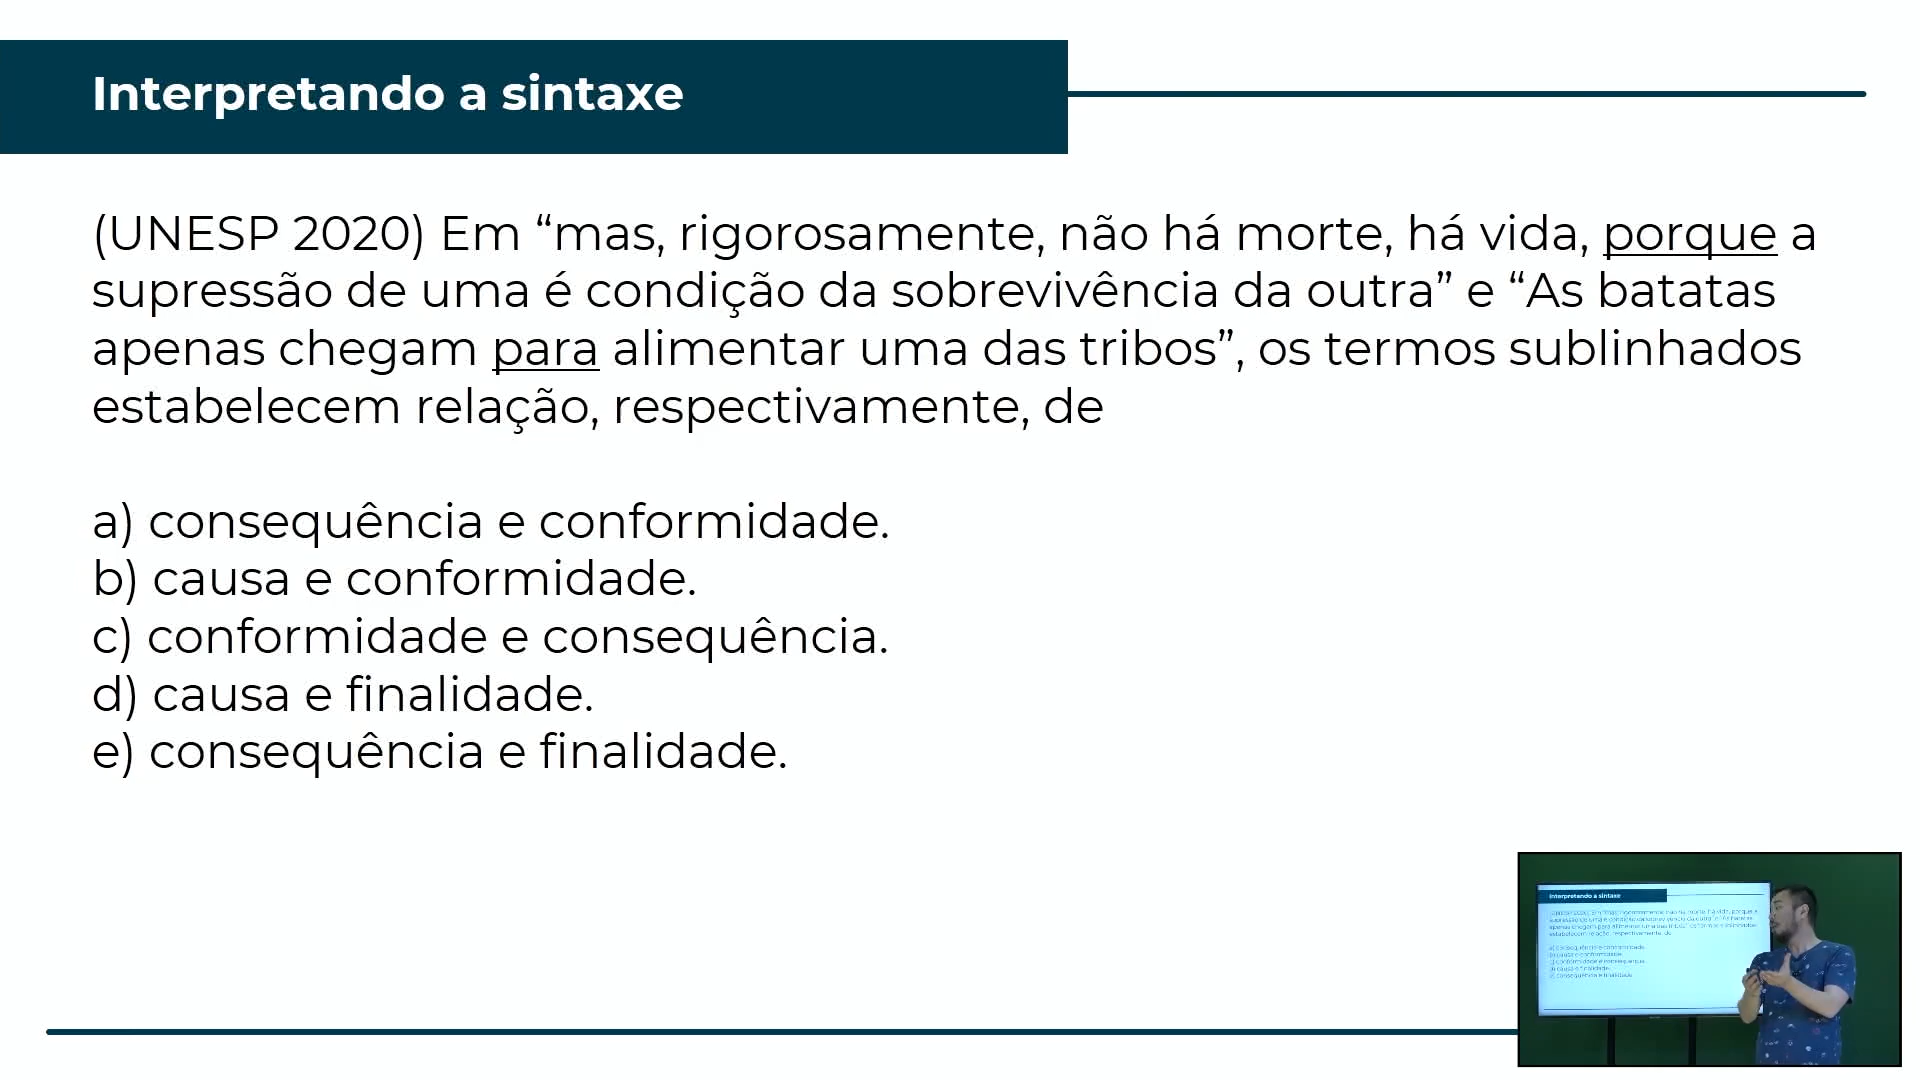 Interpretando a sintaxe
(UNESP 2020) Em “mas, rigorosamente, não há morte, há vida, porque a
supressão de uma é condição da sobrevivência da outra” e “As batatas
apenas chegam para alimentar uma das tribos”, os termos sublinhados
estabelecem relação, respectivamente, de
a) consequência e conformidade.
b) causa e conformidade.
c) conformidade e consequência.
d) causa e finalidade.
e) consequência e finalidade.
Interpretando a sintaxe